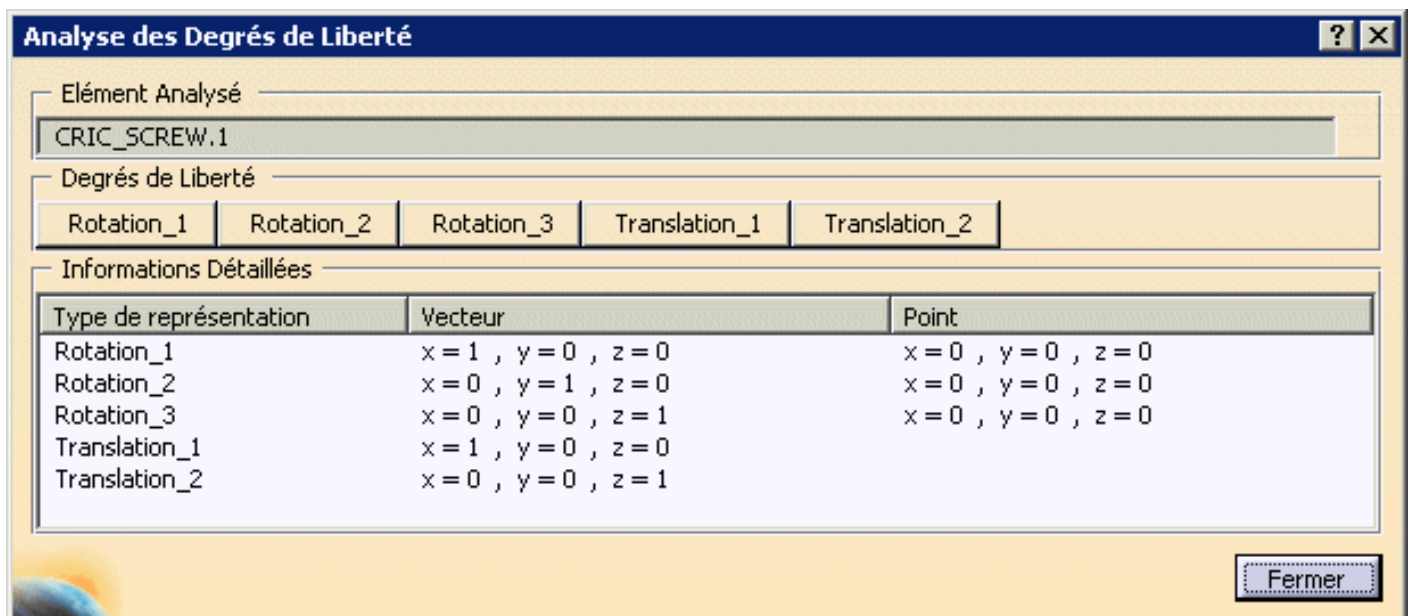 Analyse des Degrés de Liberté
Elément Analysé
CRIC_SCREW.1
Degrés de Liberté
Rotation_1 Rotation_2 Rotation_3 Translation_1 Translation_2
Informations Détaillées
Type de représentation Vecteur Point
Rotation_1 x = 1 , y = 0 , z = 0 x = 0 , y = 0 , z = 0
Rotation_2 x = 0 , y = 1 , z = 0 x = 0 , y = 0 , z = 0
Rotation_3 x = 0 , y = 0 , z = 1 x = 0 , y = 0 , z = 0
Translation_1 x = 1 , y = 0 , z = 0
Translation_2 x = 0 , y = 0 , z = 1
Fermer